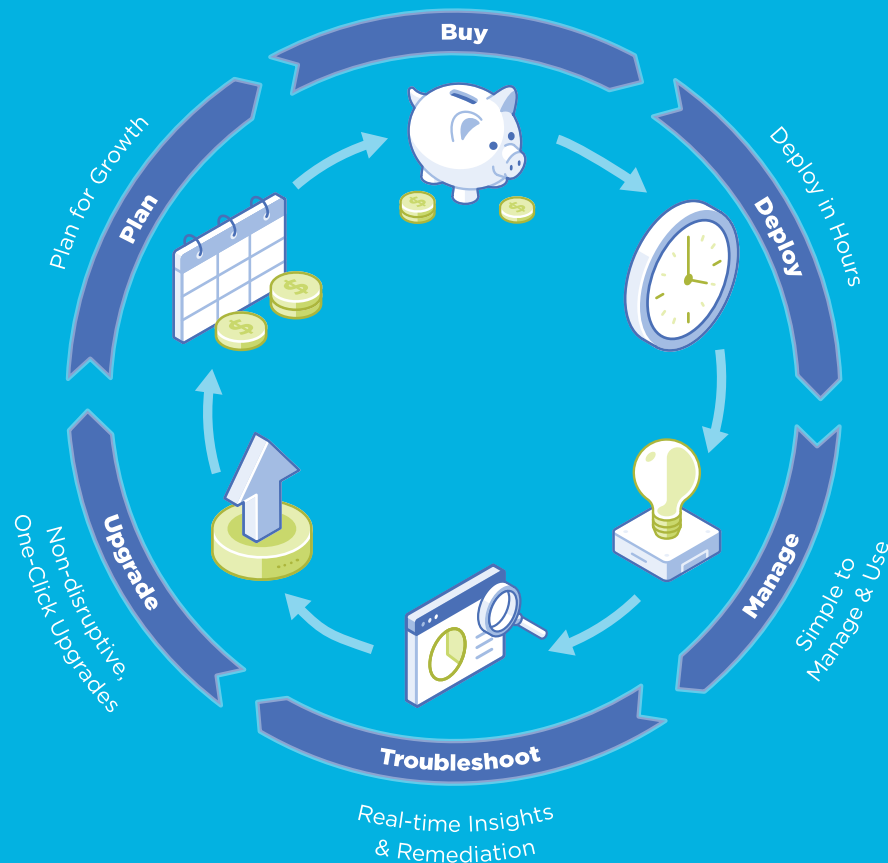 Buy
Deploy
Deploy in Hours
Manage
Simple to
Manage & Use
Troubleshoot
Real-time Insights
& Remediation
Upgrade
Non-disruptive,
One-Click Upgrades
Plan
Plan for Growth
$
$
$
$